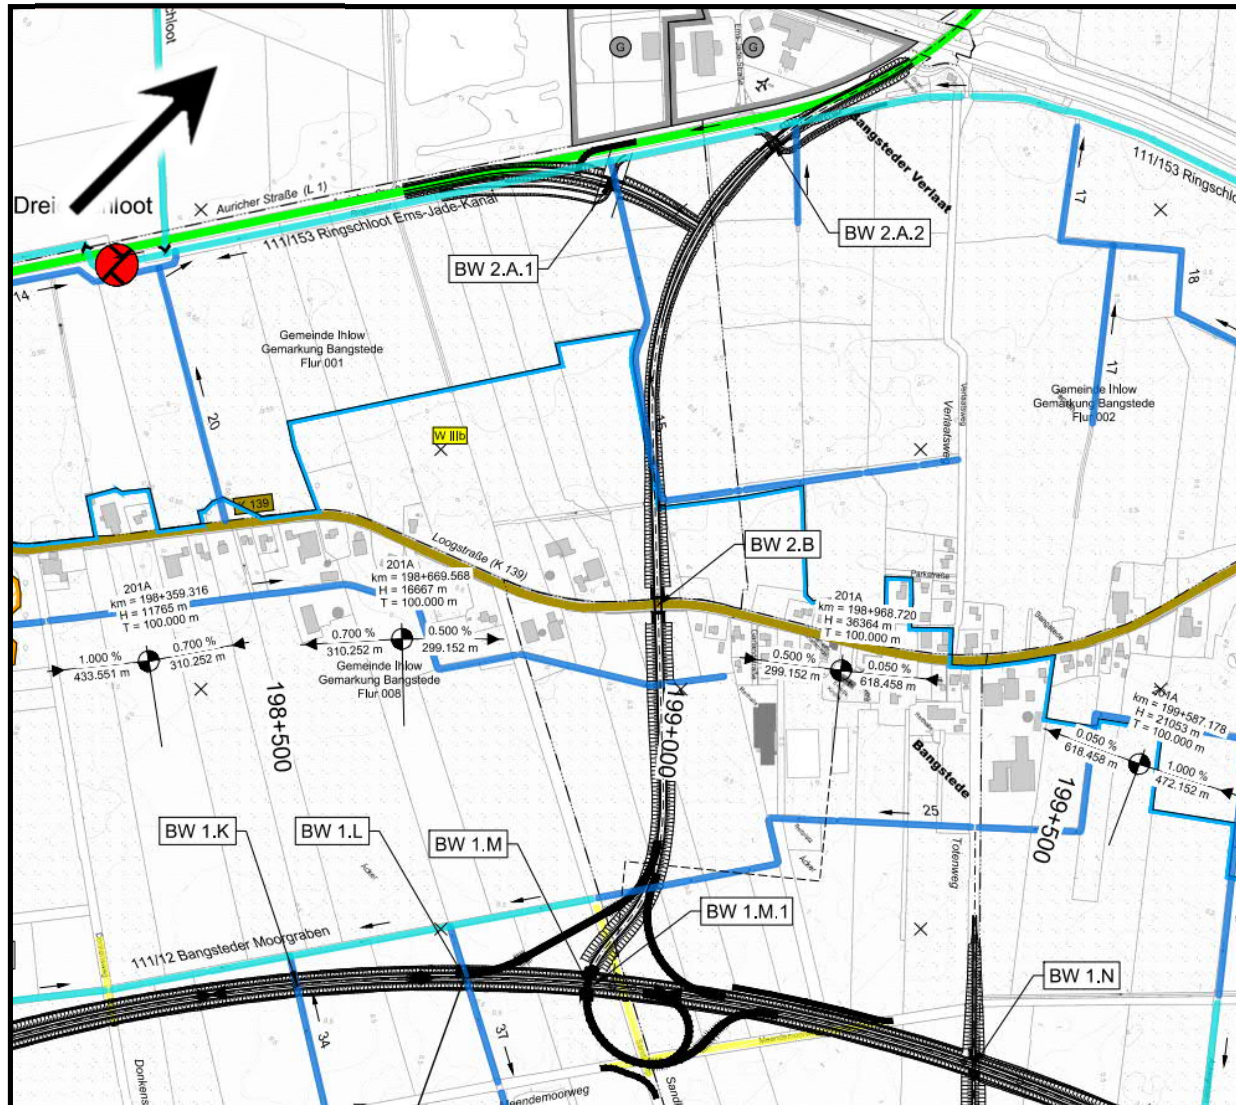 G
G
Auricher Straße (L 1)
111/153 Ringschloot Ems-Jade-Kanal
Bangsteder Verlaat
BW 2.A.1
BW 2.A.2
17
18
17
14
20
15
Gemeinde Ihlow
Gemarkung Bangstede
Flur 001
Gemeinde Ihlow
Gemarkung Bangstede
Flur 002
W IIIb
Verlaatsweg
Loogstraße (K 139)
BW 2.B
Parkstraße
201A
km = 198+359.316
H = 11765 m
T = 100.000 m
201A
km = 198+669.568
H = 16667 m
T = 100.000 m
201A
km = 198+968.720
H = 36364 m
T = 100.000 m
201A
km = 199+587.178
H = 21053 m
T = 100.000 m
1.000 %
433.551 m
0.700 %
310.252 m
0.700 %
310.252 m
0.500 %
299.152 m
0.500 %
299.152 m
0.050 %
618.458 m
0.050 %
618.458 m
1.000 %
472.152 m
Gemeinde Ihlow
Gemarkung Bangstede
Flur 008
198+500
199+000
199+500
Bangstede
25
BW 1.K
BW 1.L
BW 1.M
BW 1.M.1
BW 1.N
Äcker
Äcker
Totenweg
111/12 Bangsteder Moorgraben
34
37
Meendemoorweg